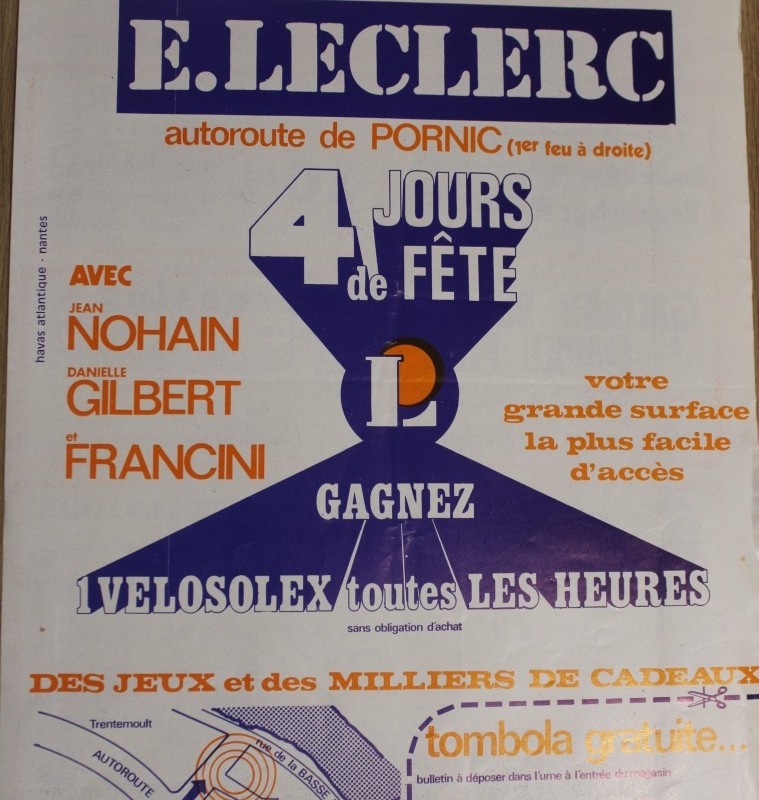 E.LECLERC
autoroute de PORNIC (1er feu à droite)
4 JOURS
de FÊTE
havas atlantique - nantes
AVEC
JEAN
NOHAIN
DANIELLE
GILBERT
et
FRANCINI
L
votre
grande surface
la plus facile
d'accès
GAGNEZ
1 VELOSOLEX toutes LES HEURES
sans obligation d'achat
DES JEUX et des MILLIERS DE CADEAUX
Trentemoult
AUTOROUTE
rue de la BASSE
tombola gratuite...
bulletin à déposer dans l'urne à l'entrée du magasin